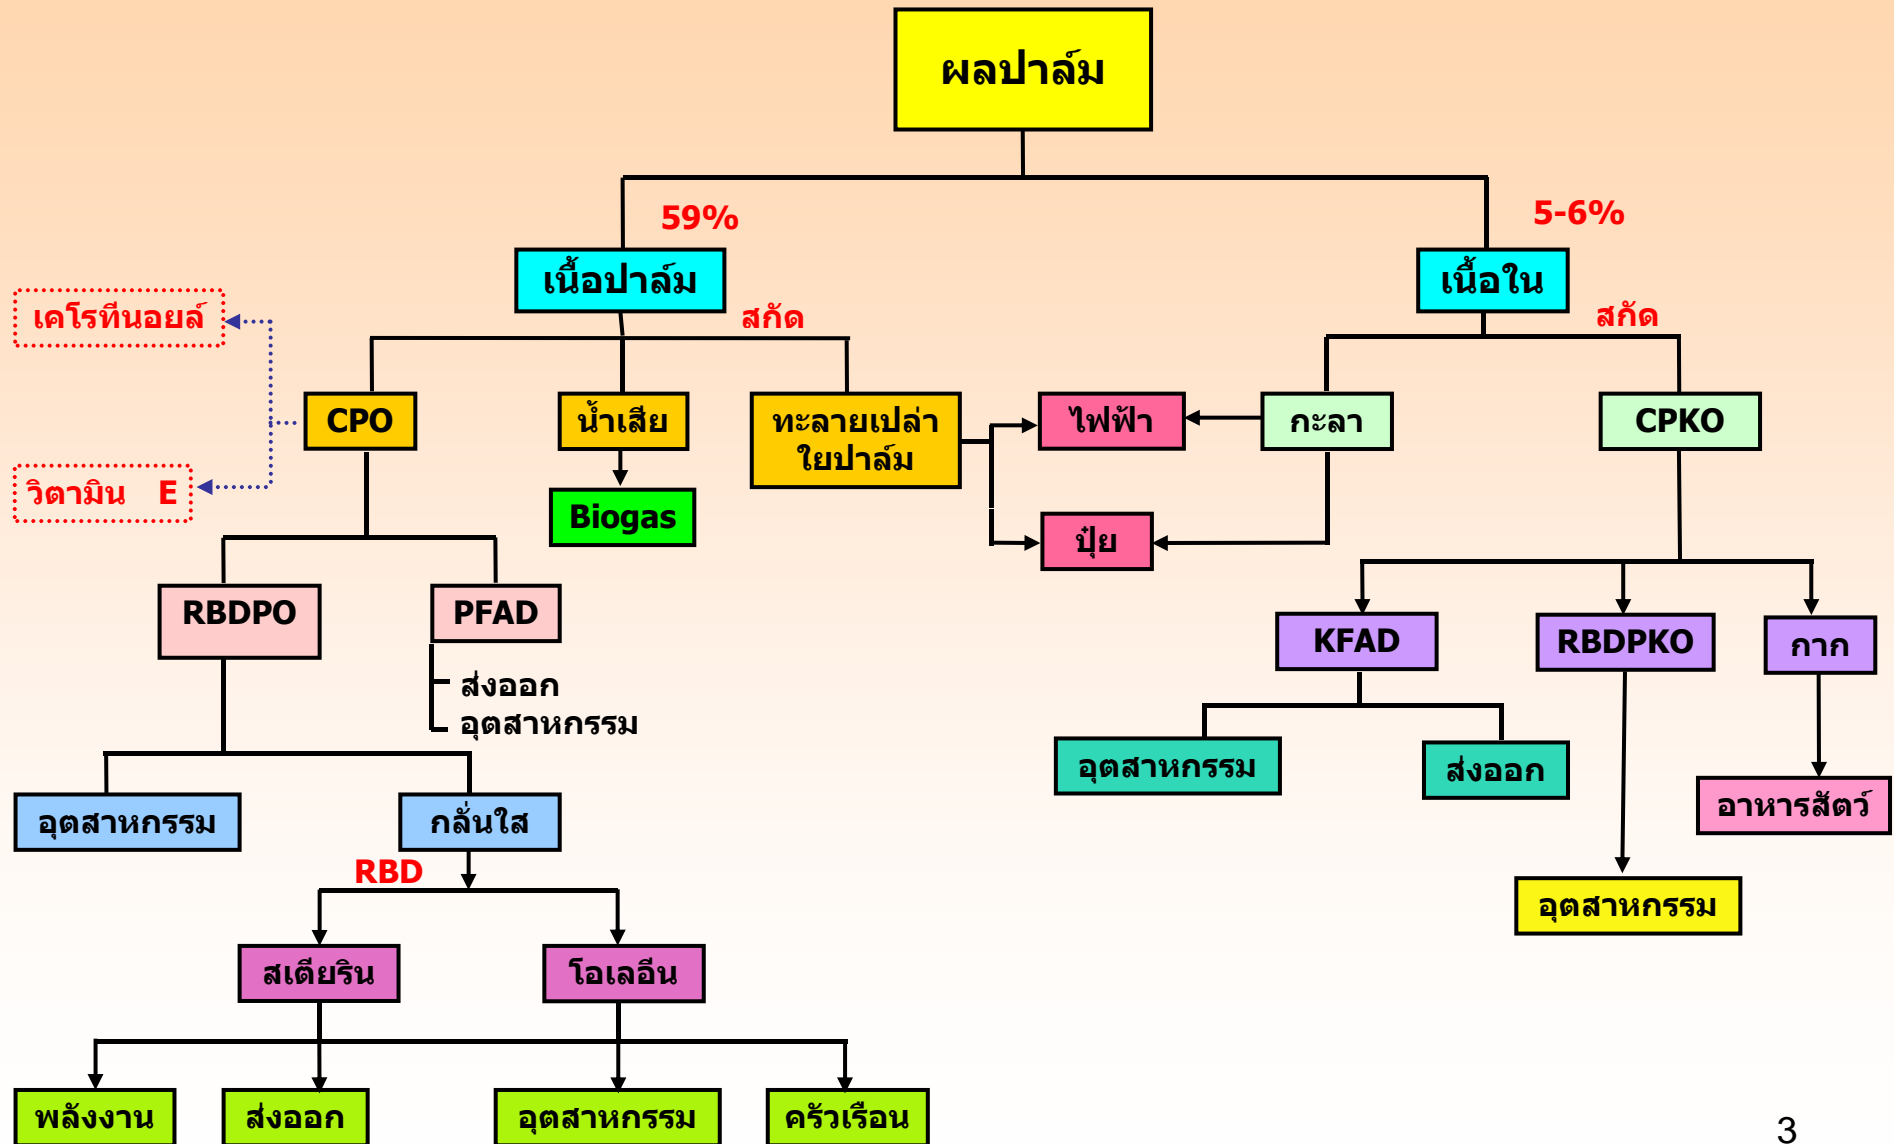 ผลปาล์ม
59%
5-6%
เนื้อปาล์ม
เนื้อใน
เคโรทีนอยล์
สกัด
สกัด
CPO
น้ำเสีย
ทะลายเปล่า
ใยปาล์ม
ไฟฟ้า
กะลา
CPKO
วิตามิน E
Biogas
ปุ๋ย
RBDPO
PFAD
KFAD
RBDPKO
กาก
ส่งออก
อุตสาหกรรม
อุตสาหกรรม
ส่งออก
อาหารสัตว์
อุตสาหกรรม
กลั่นใส
RBD
อุตสาหกรรม
สเตียริน
โอเลอีน
พลังงาน
ส่งออก
อุตสาหกรรม
ครัวเรือน
3